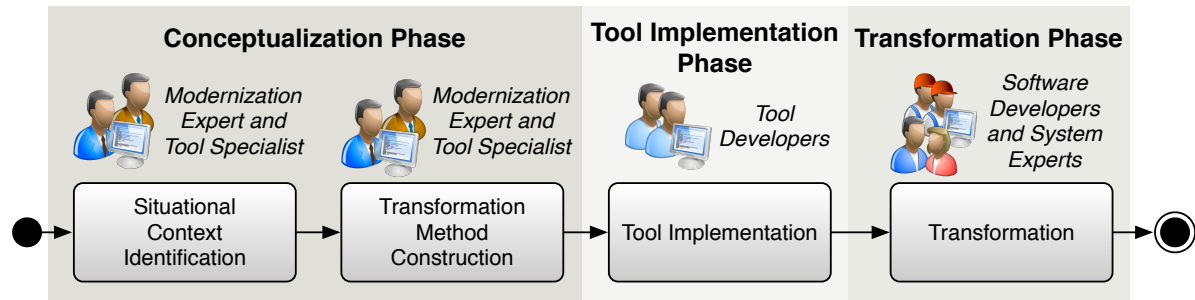 Conceptualization Phase
Modernization
Expert and
Tool Specialist
Modernization
Expert and
Tool Specialist
Situational
Context
Identification
Transformation
Method
Construction
Tool Implementation
Phase
Tool
Developers
Tool Implementation
Transformation Phase
Software
Developers
and System
Experts
Transformation